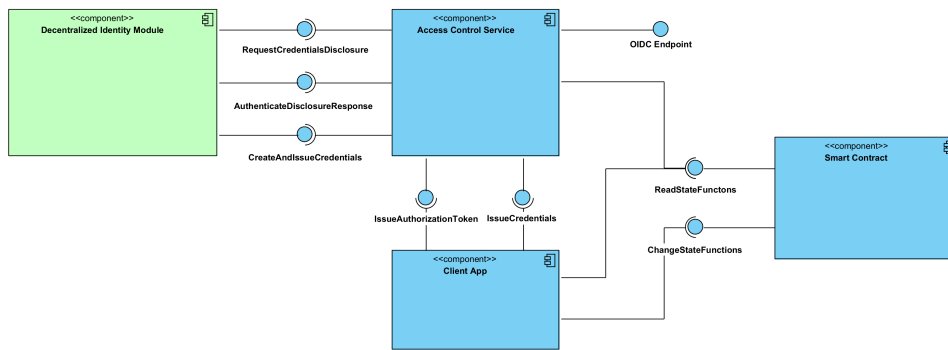 <<component>>
Decentralized Identity Module
<<component>>
Access Control Service
RequestCredentialsDisclosure
OIDC Endpoint
AuthenticateDisclosureResponse
CreateAndIssueCredentials
<<component>>
Smart Contract
ReadStateFunctons
IssueAuthorizationToken
IssueCredentials
ChangeStateFunctions
<<component>>
Client App